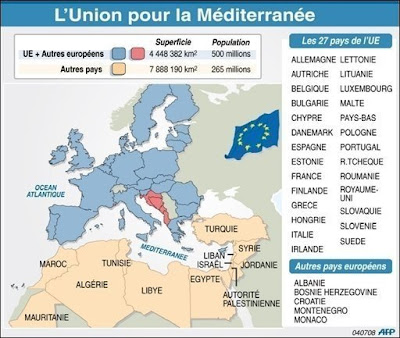 L'Union pour la Méditerranée
Superficie Population
UE + Autres européens 4 448 382 km² 500 millions
Autres pays 7 888 190 km² 265 millions
Les 27 pays de l'UE
ALLEMAGNE LETTONIE
AUTRICHE LITUANIE
BELGIQUE LUXEMBOURG
BULGARIE MALTE
CHYPRE PAYS-BAS
DANEMARK POLOGNE
ESPAGNE PORTUGAL
ESTONIE R.TCHEQUE
FRANCE ROUMANIE
FINLANDE ROYAUME-UNI
GRECE SLOVAQUIE
HONGRIE SLOVÉNIE
ITALIE SUEDE
IRLANDE
Autres pays européens
ALBANIE
BOSNIE HERZEGOVINE
CROATIE
MONTENEGRO
MONACO
OCEAN
ATLANTIQUE
MEDITERRANEE
TURQUIE
SYRIE
LIBAN
ISRAËL
JORDANIE
MAROC
TUNISIE
ALGÉRIE
LIBYE
EGYPTE
AUTORITÉ
PALESTINIENNE
MAURITANIE
040708 AFP